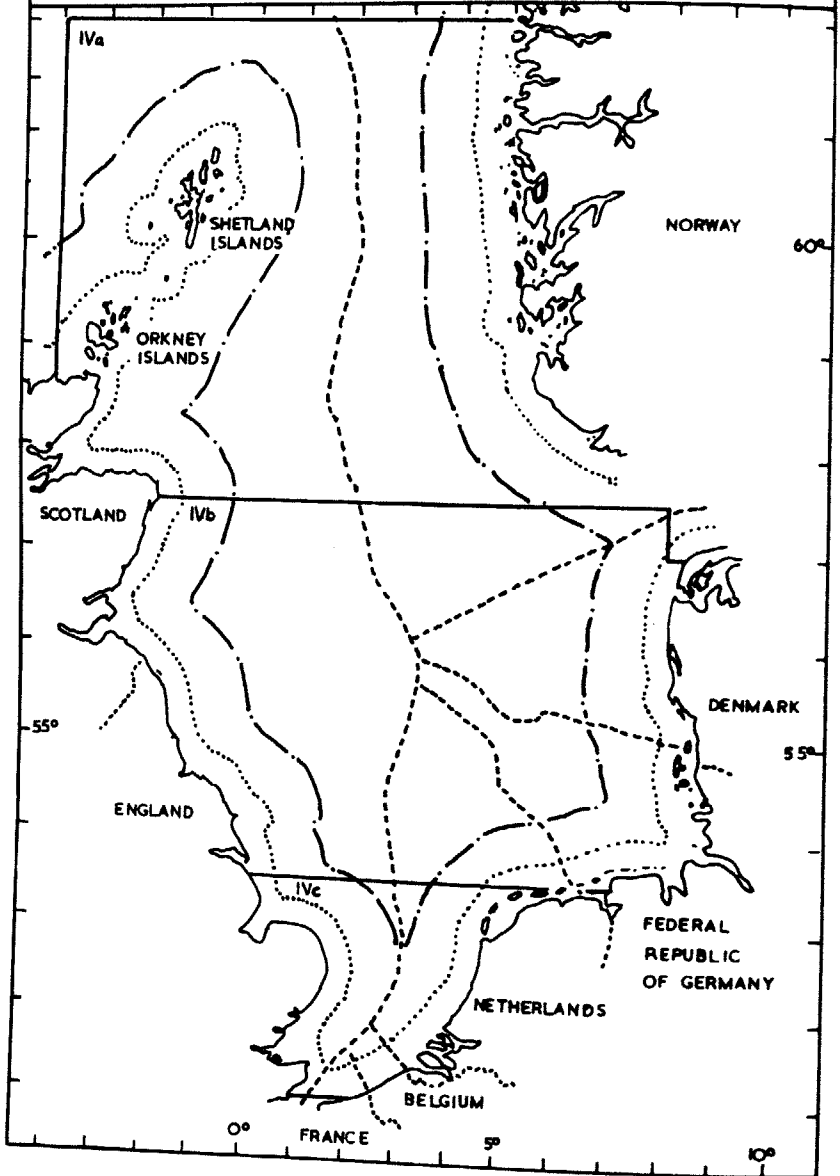 IVa
SHETLAND
ISLANDS
NORWAY
60°
ORKNEY
ISLANDS
SCOTLAND
IVb
DENMARK
55°
55°
ENGLAND
IVc
FEDERAL
REPUBLIC
OF GERMANY
NETHERLANDS
BELGIUM
FRANCE
0°
5°
10°